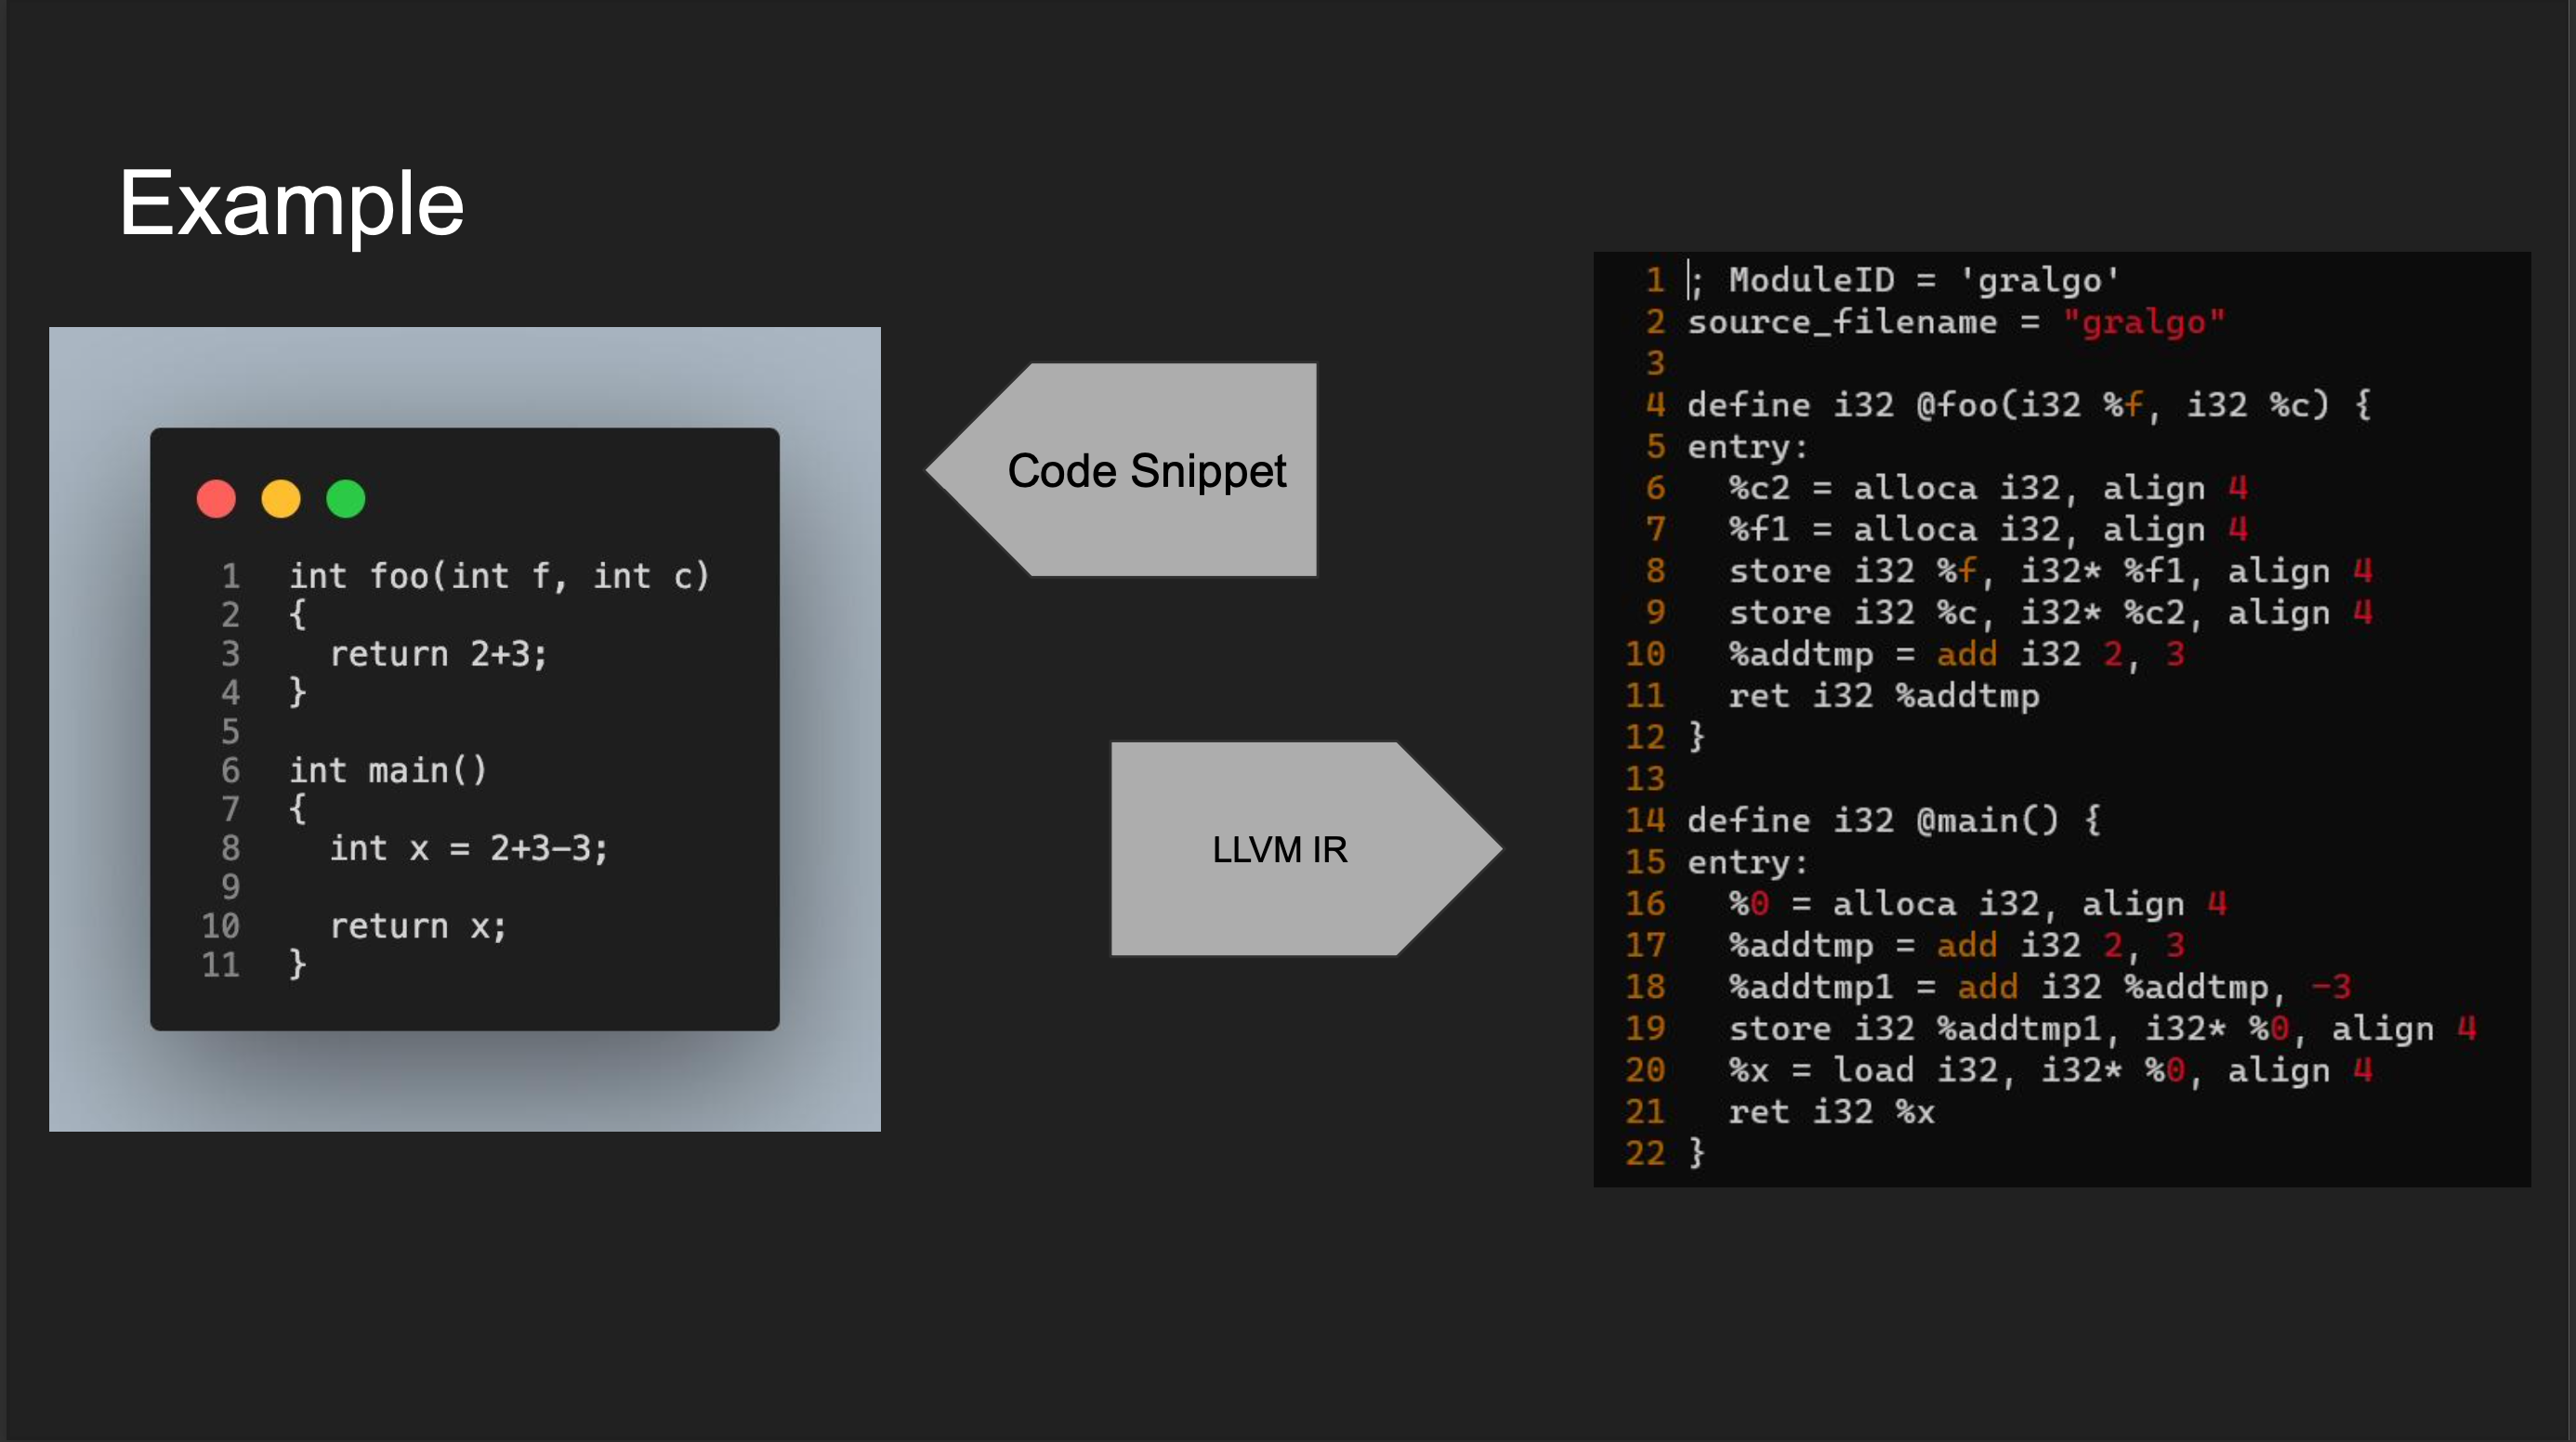 Example
1 int foo(int f, int c)
2 {
3   return 2+3;
4 }
5
6 int main()
7 {
8   int x = 2+3-3;
9
10   return x;
11 }
Code Snippet
LLVM IR
1 ; ModuleID = 'gralgo'
2 source_filename = "gralgo"
3
4 define i32 @foo(i32 %f, i32 %c) {
5 entry:
6   %c2 = alloca i32, align 4
7   %f1 = alloca i32, align 4
8   store i32 %f, i32* %f1, align 4
9   store i32 %c, i32* %c2, align 4
10   %addtmp = add i32 2, 3
11   ret i32 %addtmp
12 }
13
14 define i32 @main() {
15 entry:
16   %0 = alloca i32, align 4
17   %addtmp = add i32 2, 3
18   %addtmp1 = add i32 %addtmp, -3
19   store i32 %addtmp1, i32* %0, align 4
20   %x = load i32, i32* %0, align 4
21   ret i32 %x
22 }